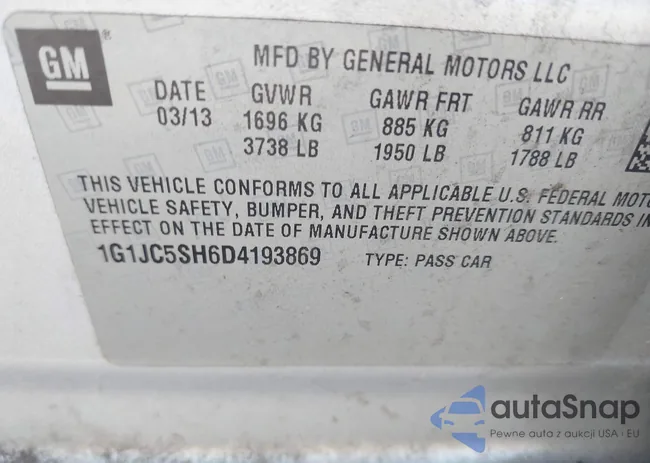 GM
MFD BY GENERAL MOTORS LLC
DATE GVWR GAWR FRT GAWR RR
03/13 1696 KG 885 KG 811 KG
3738 LB 1950 LB 1788 LB
THIS VEHICLE CONFORMS TO ALL APPLICABLE U.S. FEDERAL MOT
VEHICLE SAFETY, BUMPER, AND THEFT PREVENTION STANDARDS IN
EFFECT ON THE DATE OF MANUFACTURE SHOWN ABOVE.
1G1JC5SH6D4193869 TYPE: PASS CAR
autaSnap
Pewne auta z aukcji USA i EU